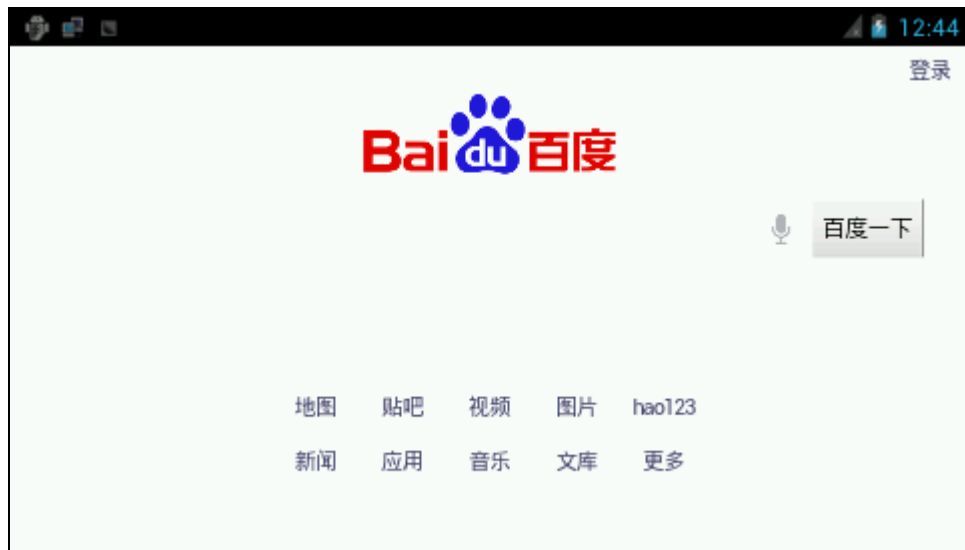 12:44
登录
Bai du 百度
百度一下
地图 贴吧 视频 图片 hao123
新闻 应用 音乐 文库 更多